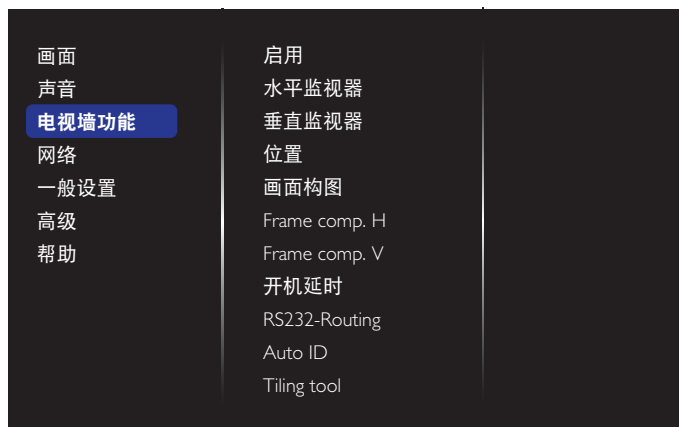 画面
声音
电视墙功能
网络
一般设置
高级
帮助
启用
水平监视器
垂直监视器
位置
画面构图
Frame comp. H
Frame comp. V
开机延时
RS232-Routing
Auto ID
Tiling tool